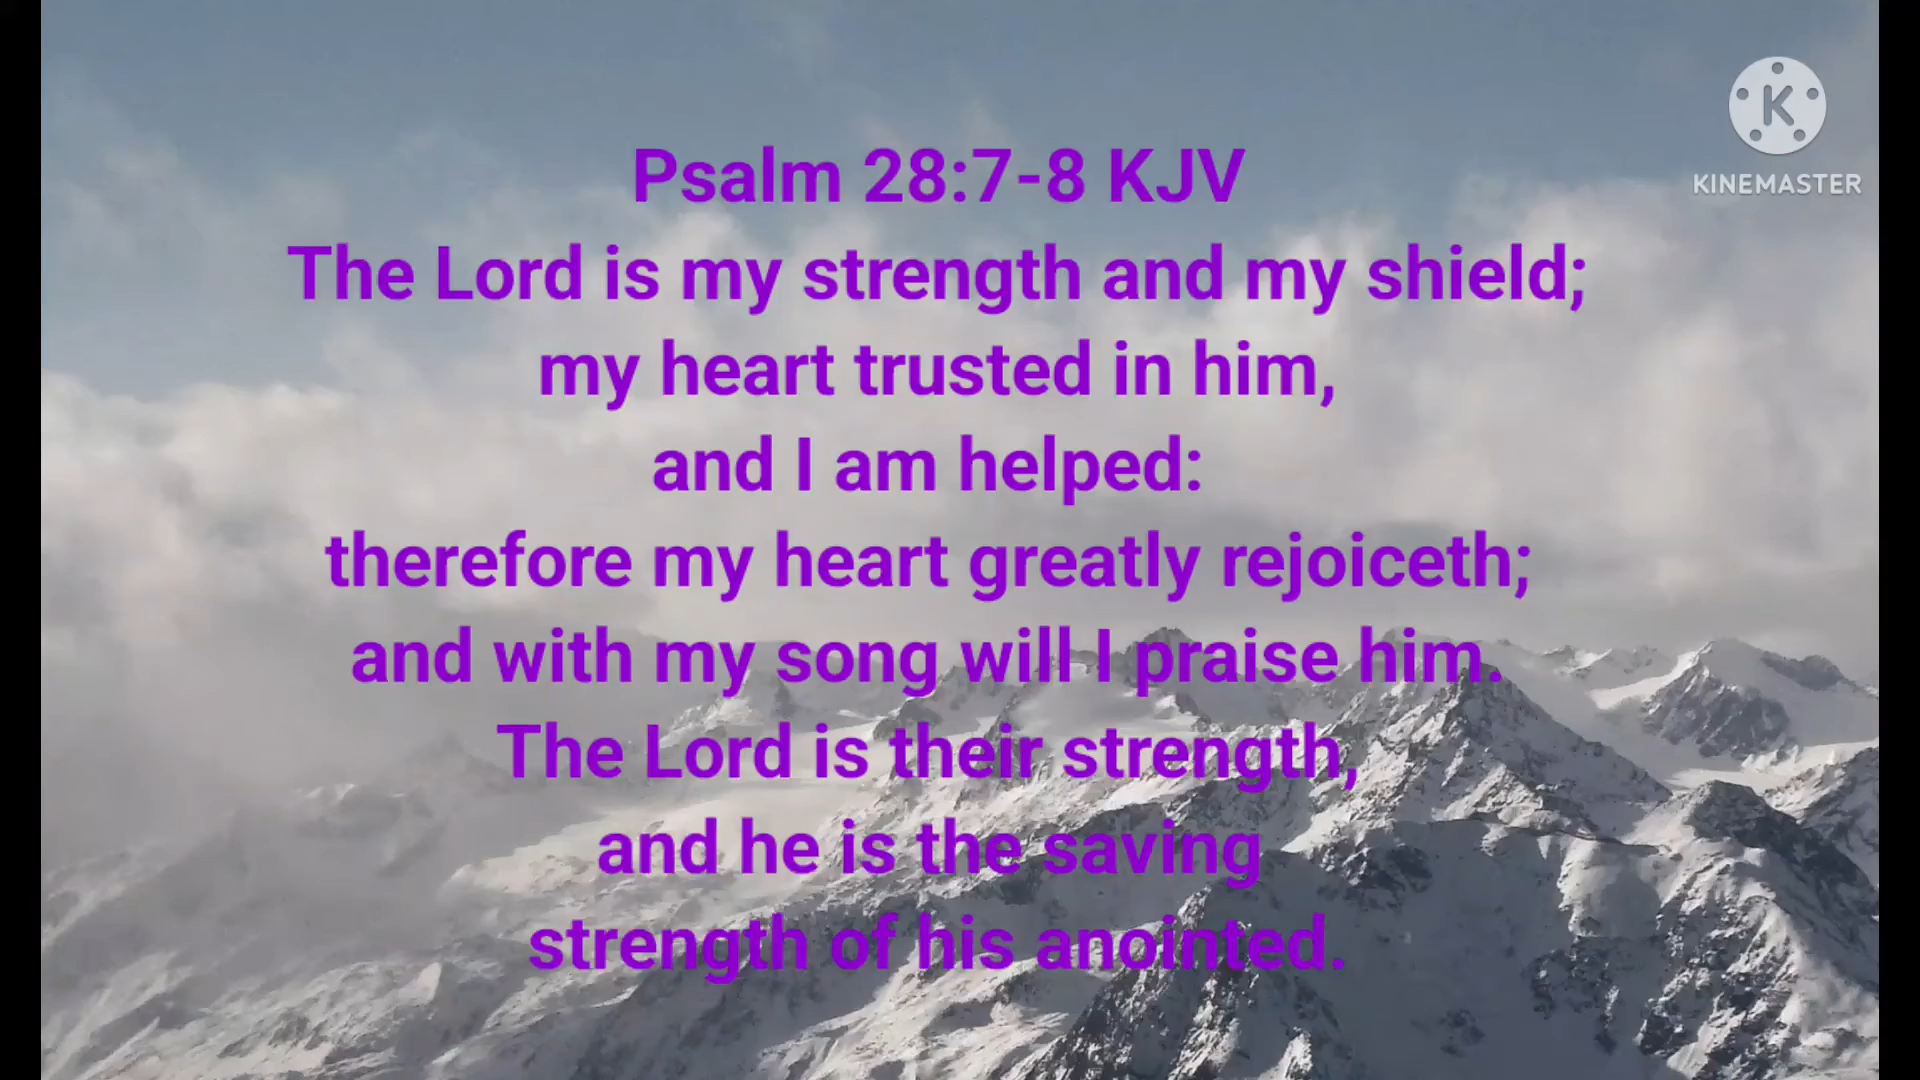 Psalm 28:7-8 KJV
The Lord is my strength and my shield;
my heart trusted in him,
and I am helped:
therefore my heart greatly rejoiceth;
and with my song will I praise him.
The Lord is their strength,
and he is the saving
strength of his anointed.
K
KINEMASTER